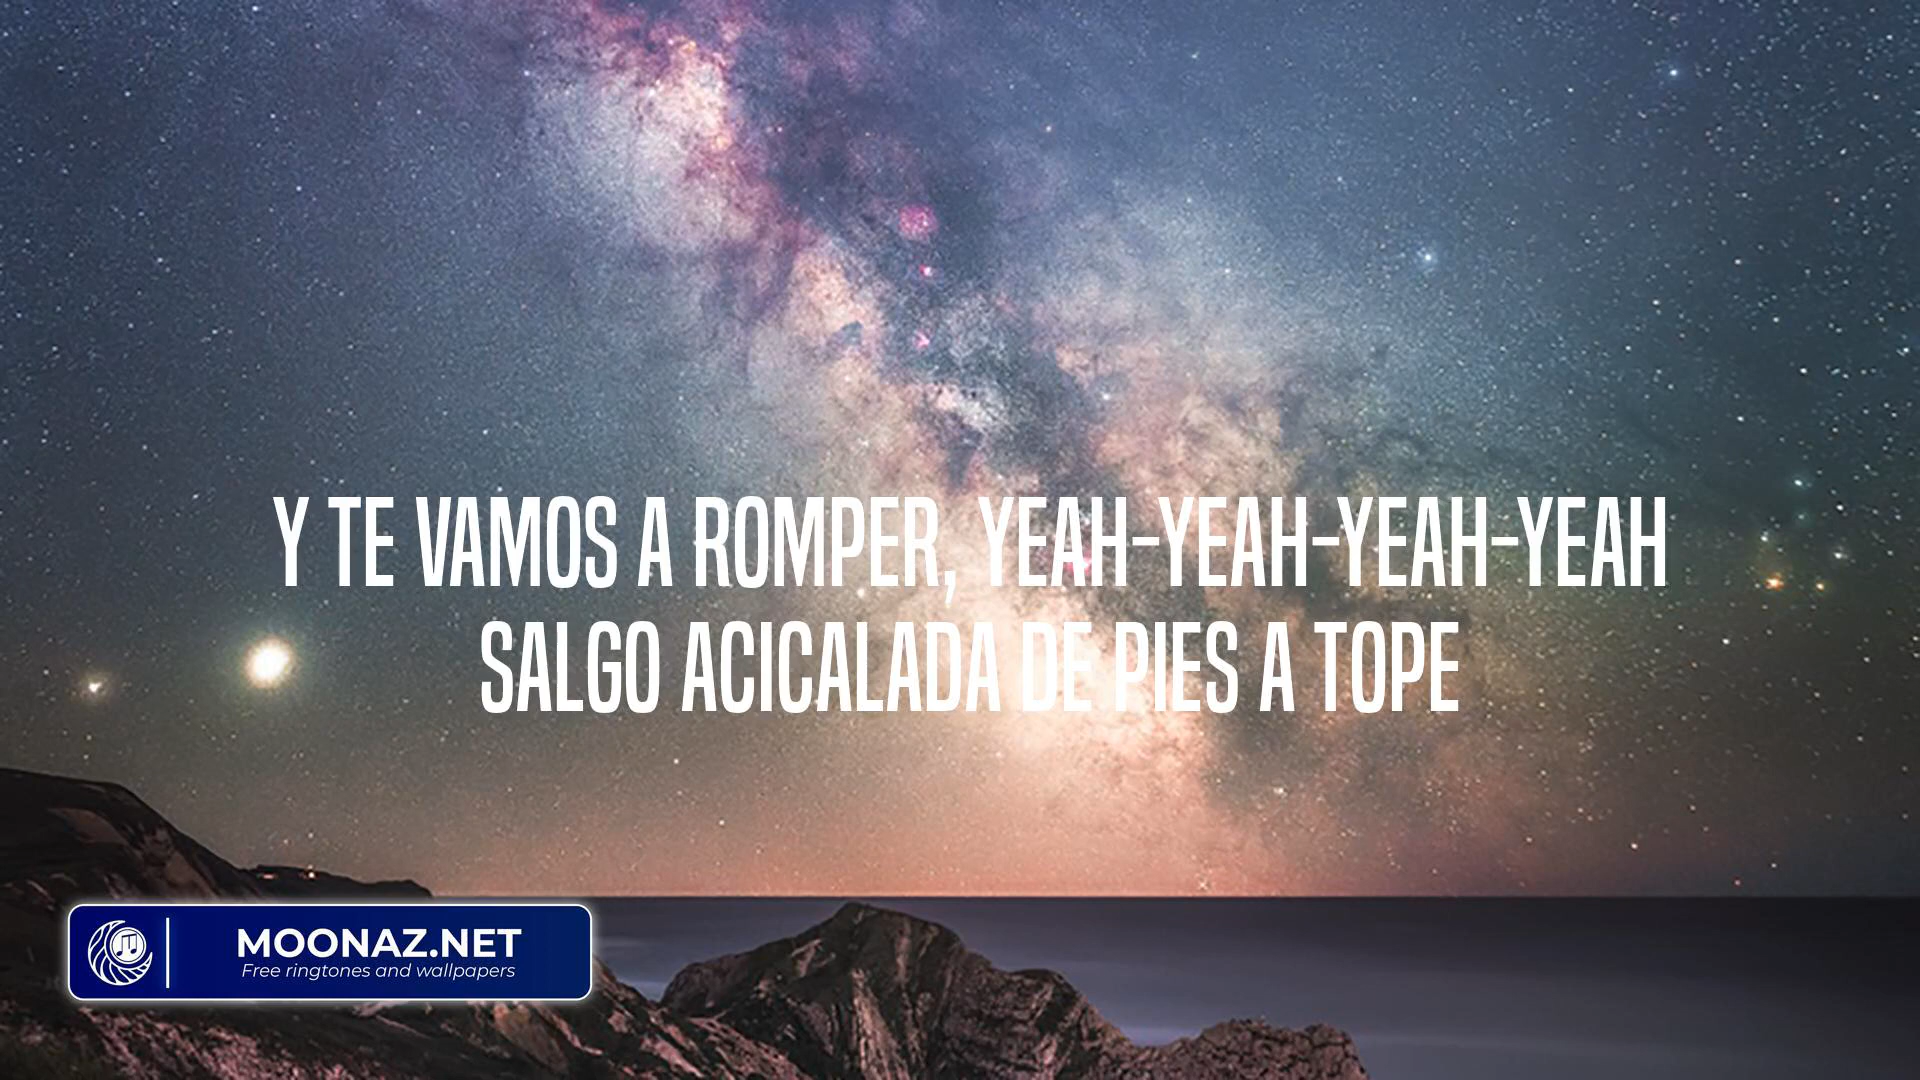 Y TE VAMOS A ROMPER, YEAH-YEAH-YEAH-YEAH
SALGO ACICALADA DE PIES A TOPE
MOONAZ.NET
Free ringtones and wallpapers